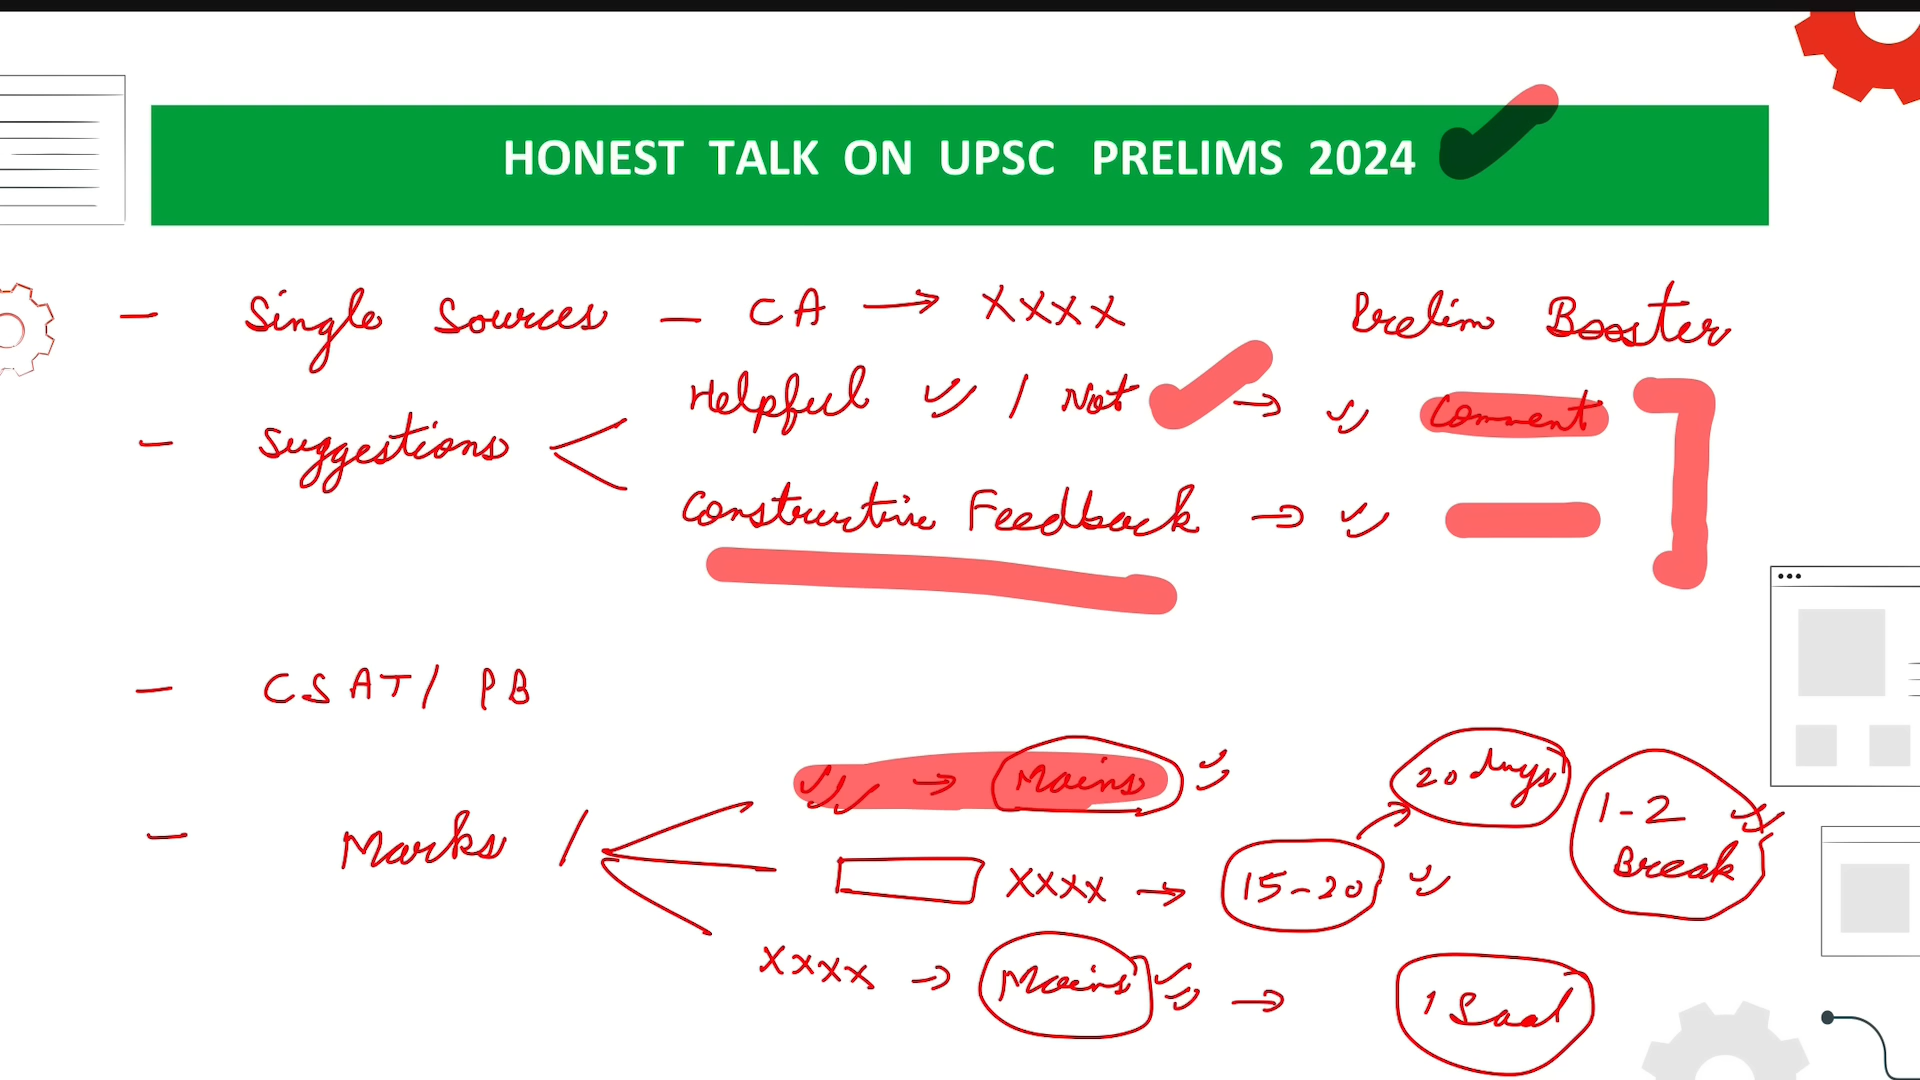 HONEST TALK ON UPSC PRELIMS 2024
- Single Sources - CA → XXXX Prelim Booster
Helpful / Not → Comment
- Suggestions
Constructive Feedback →
- CSAT / PB
→ Mains 20 days
1-2 Break
- Marks /
XXXX → 15-20
XXXX → Mains → 1 Saal